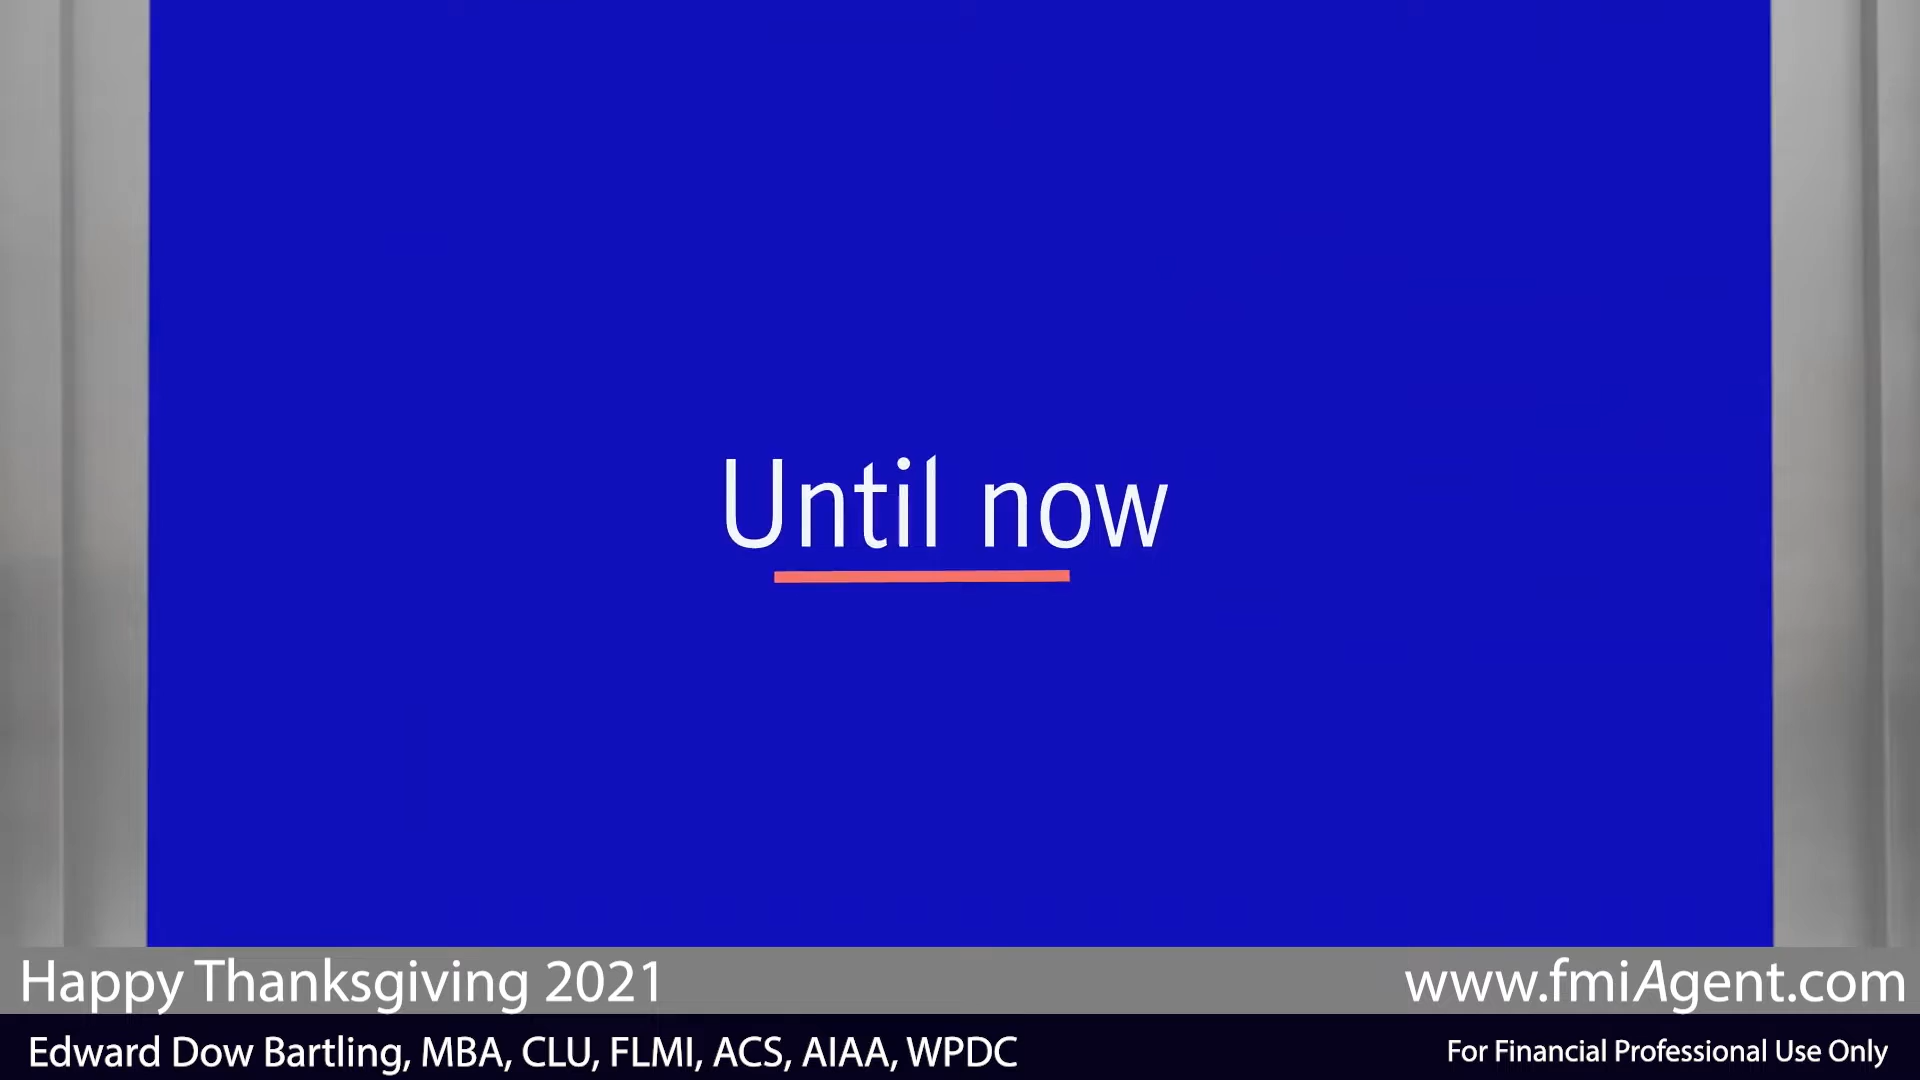 Until now
Happy Thanksgiving 2021
www.fmiAgent.com
Edward Dow Bartling, MBA, CLU, FLMI, ACS, AIAA, WPDC
For Financial Professional Use Only